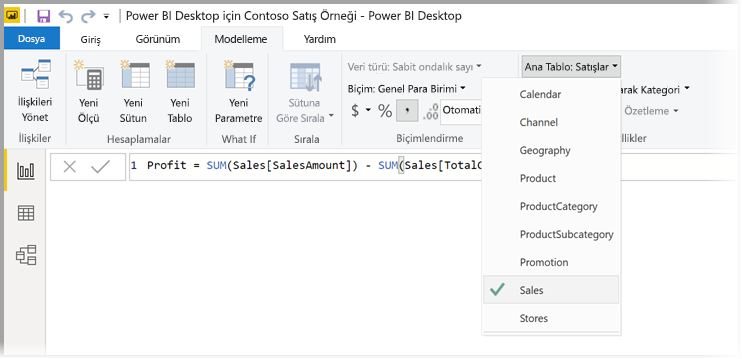 Power BI Desktop için Contoso Satış Örneği - Power BI Desktop
Dosya Giriş Görünüm Modelleme Yardım
İlişkileri Yönet
İlişkiler
Yeni Ölçü
Yeni Sütun
Yeni Tablo
Hesaplamalar
Yeni Parametre
What If
Sütuna Göre Sırala
Sırala
Veri türü: Sabit ondalık sayı
Biçim: Genel Para Birimi
$ % , .00 Otomati
Biçimlendirme
Ana Tablo: Satışlar
arak Kategori
Özetleme
llikler
1 Profit = SUM(Sales[SalesAmount]) - SUM(Sales[TotalC
Calendar
Channel
Geography
Product
ProductCategory
ProductSubcategory
Promotion
Sales
Stores